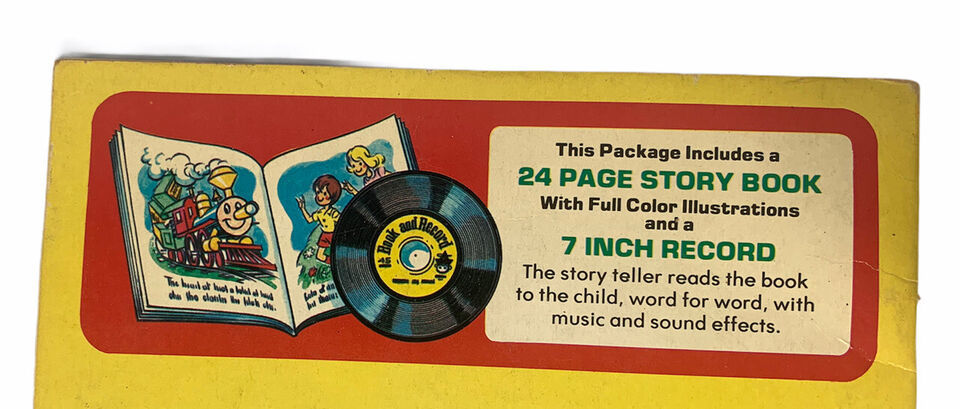 This Package Includes a
24 PAGE STORY BOOK
With Full Color Illustrations
and a
7 INCH RECORD
The story teller reads the book
to the child, word for word, with
music and sound effects.
Book and Record